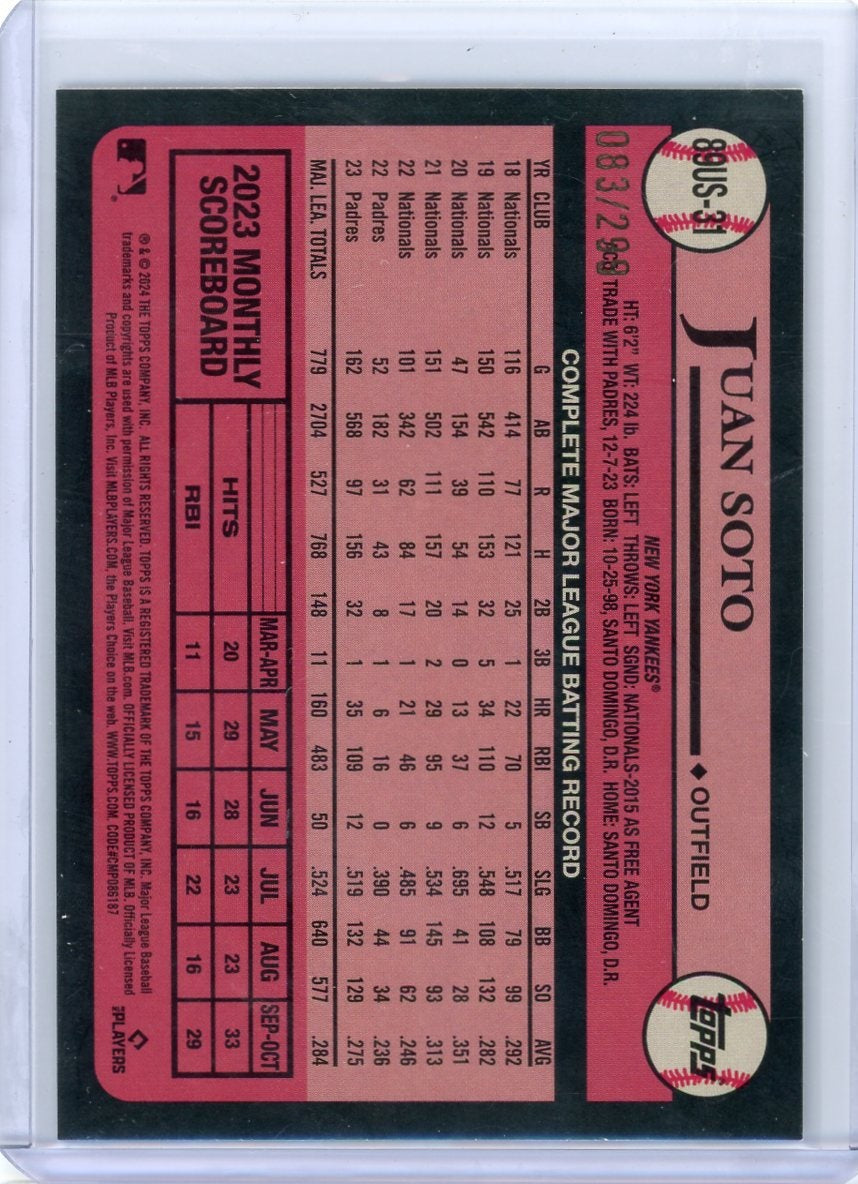 89US-31
JUAN SOTO
◆ OUTFIELD
topps
083/299
NEW YORK YANKEES®
HT: 6'2" WT: 224 lb. BATS: LEFT THROWS: LEFT SGND: NATIONALS-2015 AS FREE AGENT
TRADE WITH PADRES, 12-7-23 BORN: 10-25-98, SANTO DOMINGO, D.R. HOME: SANTO DOMINGO, D.R.
COMPLETE MAJOR LEAGUE BATTING RECORD
YR CLUB G AB R H 2B 3B HR RBI SB SLG BB SO AVG
18 Nationals 116 414 77 121 25 1 22 70 5 .517 79 99 .292
19 Nationals 150 542 110 153 32 5 34 110 12 .548 108 132 .282
20 Nationals 47 154 39 54 14 0 13 37 6 .695 41 28 .351
21 Nationals 151 502 111 157 20 2 29 95 9 .534 145 93 .313
22 Nationals 101 342 62 84 17 1 21 46 6 .485 91 62 .246
22 Padres 52 182 31 43 8 1 6 16 0 .390 44 34 .236
23 Padres 162 568 97 156 32 1 35 109 12 .519 132 129 .275
MAJ. LEA. TOTALS 779 2704 527 768 148 11 160 483 50 .524 640 577 .284
2023 MONTHLY
SCOREBOARD
MAR-APR MAY JUN JUL AUG SEP-OCT
HITS 20 29 28 23 23 33
RBI 11 15 16 22 16 29
® & © 2024 THE TOPPS COMPANY, INC. ALL RIGHTS RESERVED. TOPPS IS A REGISTERED TRADEMARK OF THE TOPPS COMPANY, INC. Major League Baseball
trademarks and copyrights are used with permission of Major League Baseball. Visit MLB.com. OFFICIALLY LICENSED PRODUCT OF MLB. Officially Licensed
Product of MLB Players, Inc. Visit MLBPLAYERS.COM, the Players Choice on the web. WWW.TOPPS.COM. CODE#CMP086187
PLAYERS